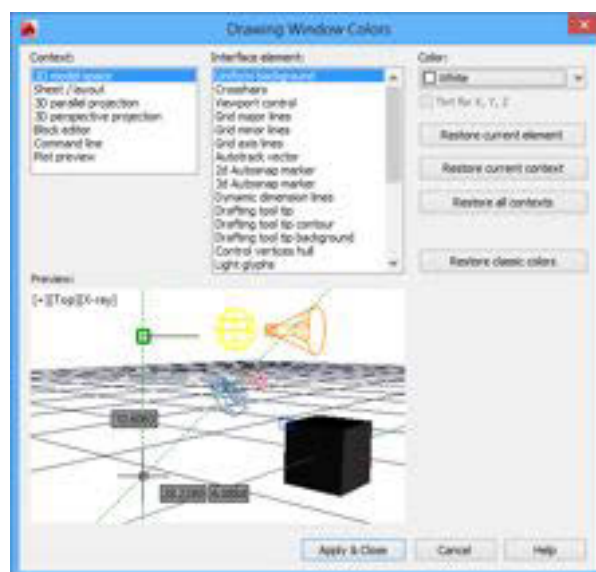 Drawing Window Colors
Context:
2D model space
Sheet / layout
3D parallel projection
3D perspective projection
Block editor
Command line
Plot preview
Interface element:
Uniform background
Crosshairs
Viewport control
Grid major lines
Grid minor lines
Grid axis lines
Autotrack vector
2d Autosnap marker
3d Autosnap marker
Dynamic dimension lines
Drafting tool tip
Drafting tool tip contour
Drafting tool tip background
Control vertices hull
Light glyphs
Color:
White
Tint for X, Y, Z
Restore current element
Restore current context
Restore all contexts
Restore classic colors
Preview:
[+][Top][X-ray]
Apply & Close
Cancel
Help